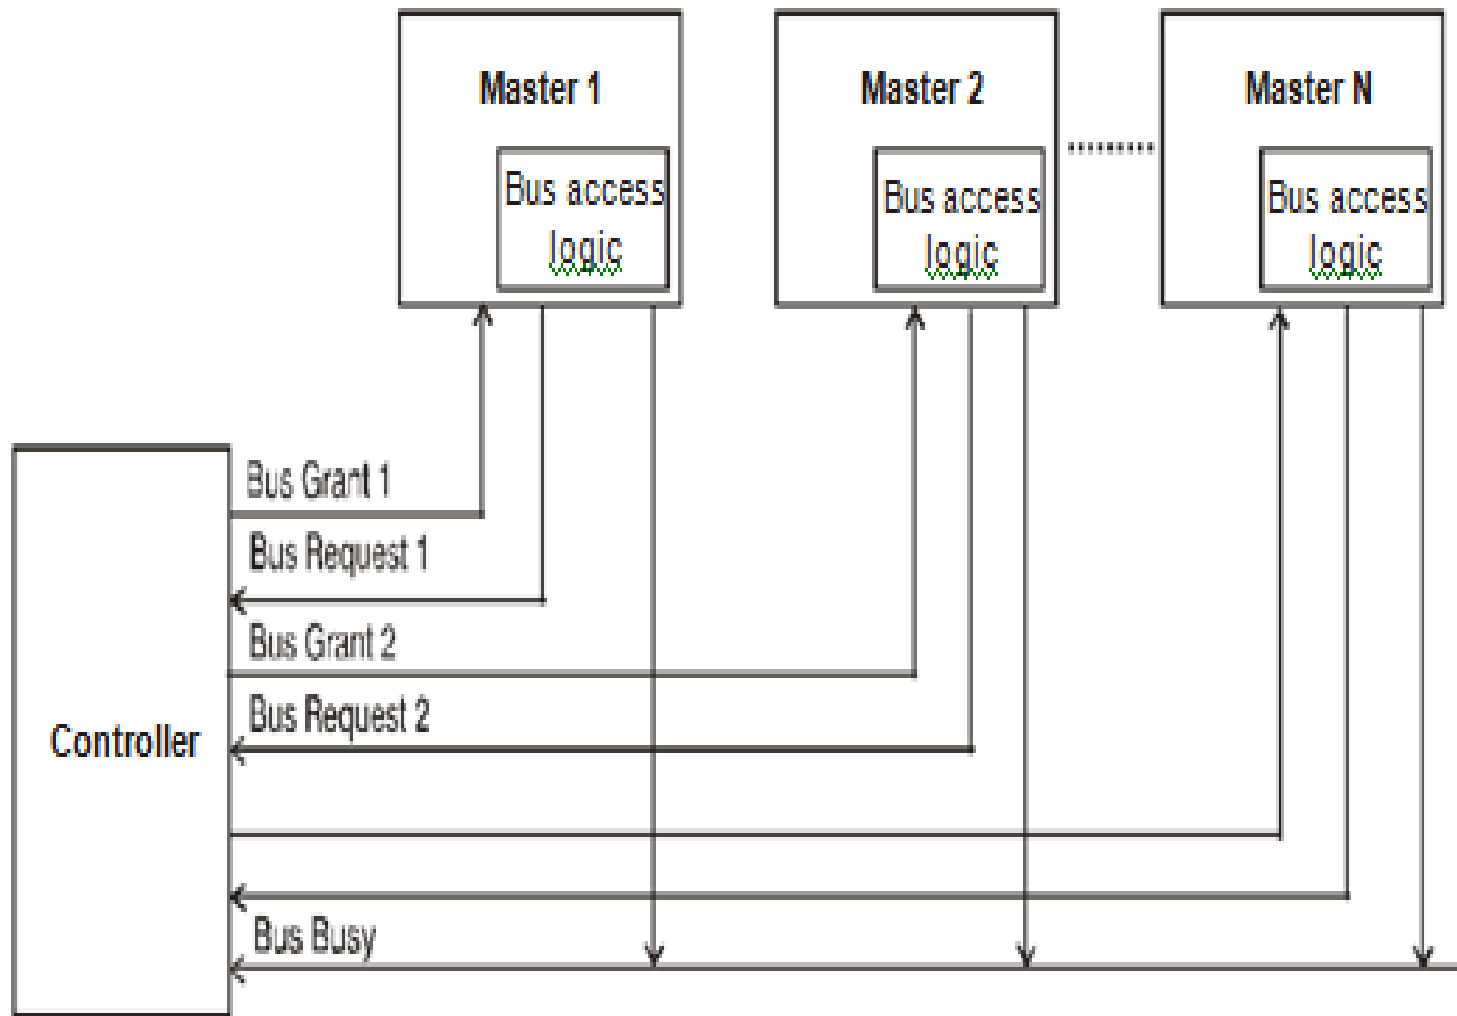 Master 1
Master 2
Master N
Bus access
logic
Bus access
logic
Bus access
logic
Bus Grant 1
Bus Request 1
Bus Grant 2
Bus Request 2
Controller
Bus Busy